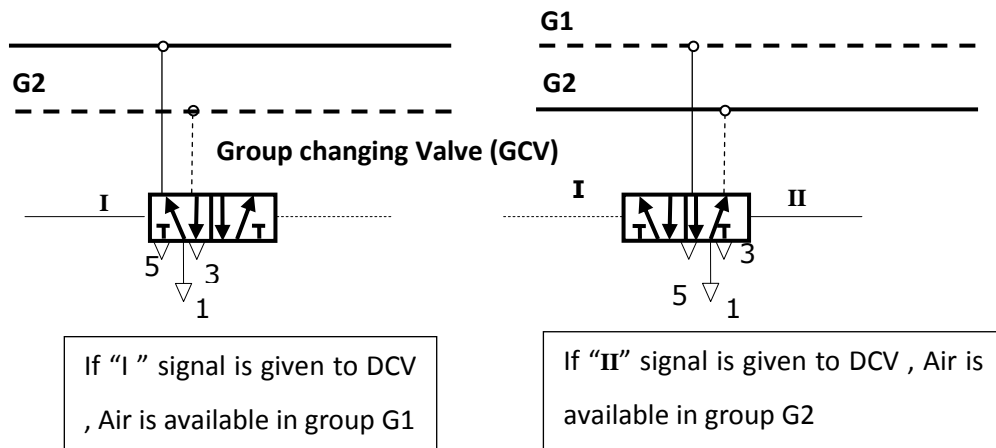 G1
G2
G2
Group changing Valve (GCV)
I
I
II
5
3
1
5
3
1
If “I ” signal is given to DCV
, Air is available in group G1
If “II” signal is given to DCV , Air is
available in group G2